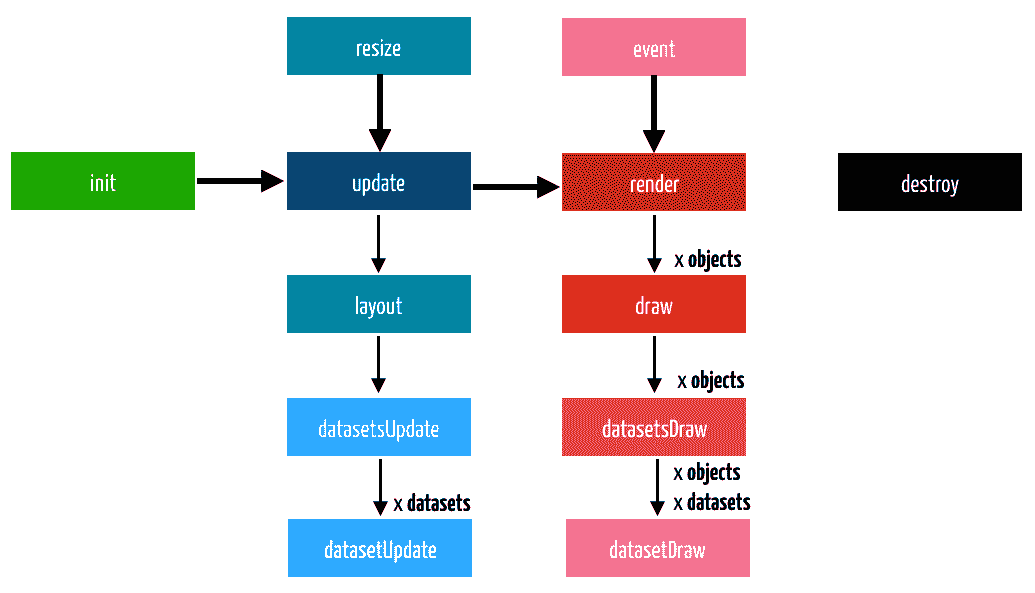 resize
event
init
update
render
destroy
x objects
layout
draw
x objects
datasetsUpdate
datasetsDraw
x objects
x datasets
x datasets
datasetUpdate
datasetDraw